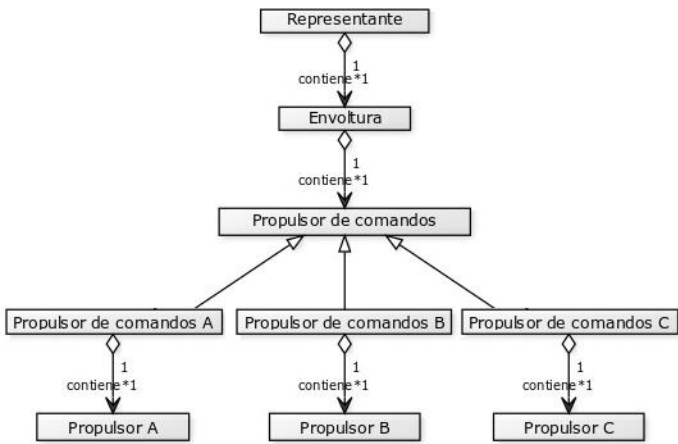 Representante
1
contiene*1
Envoltura
1
contiene*1
Propulsor de comandos
Propulsor de comandos A
Propulsor de comandos B
Propulsor de comandos C
1
contiene*1
1
contiene*1
1
contiene*1
Propulsor A
Propulsor B
Propulsor C